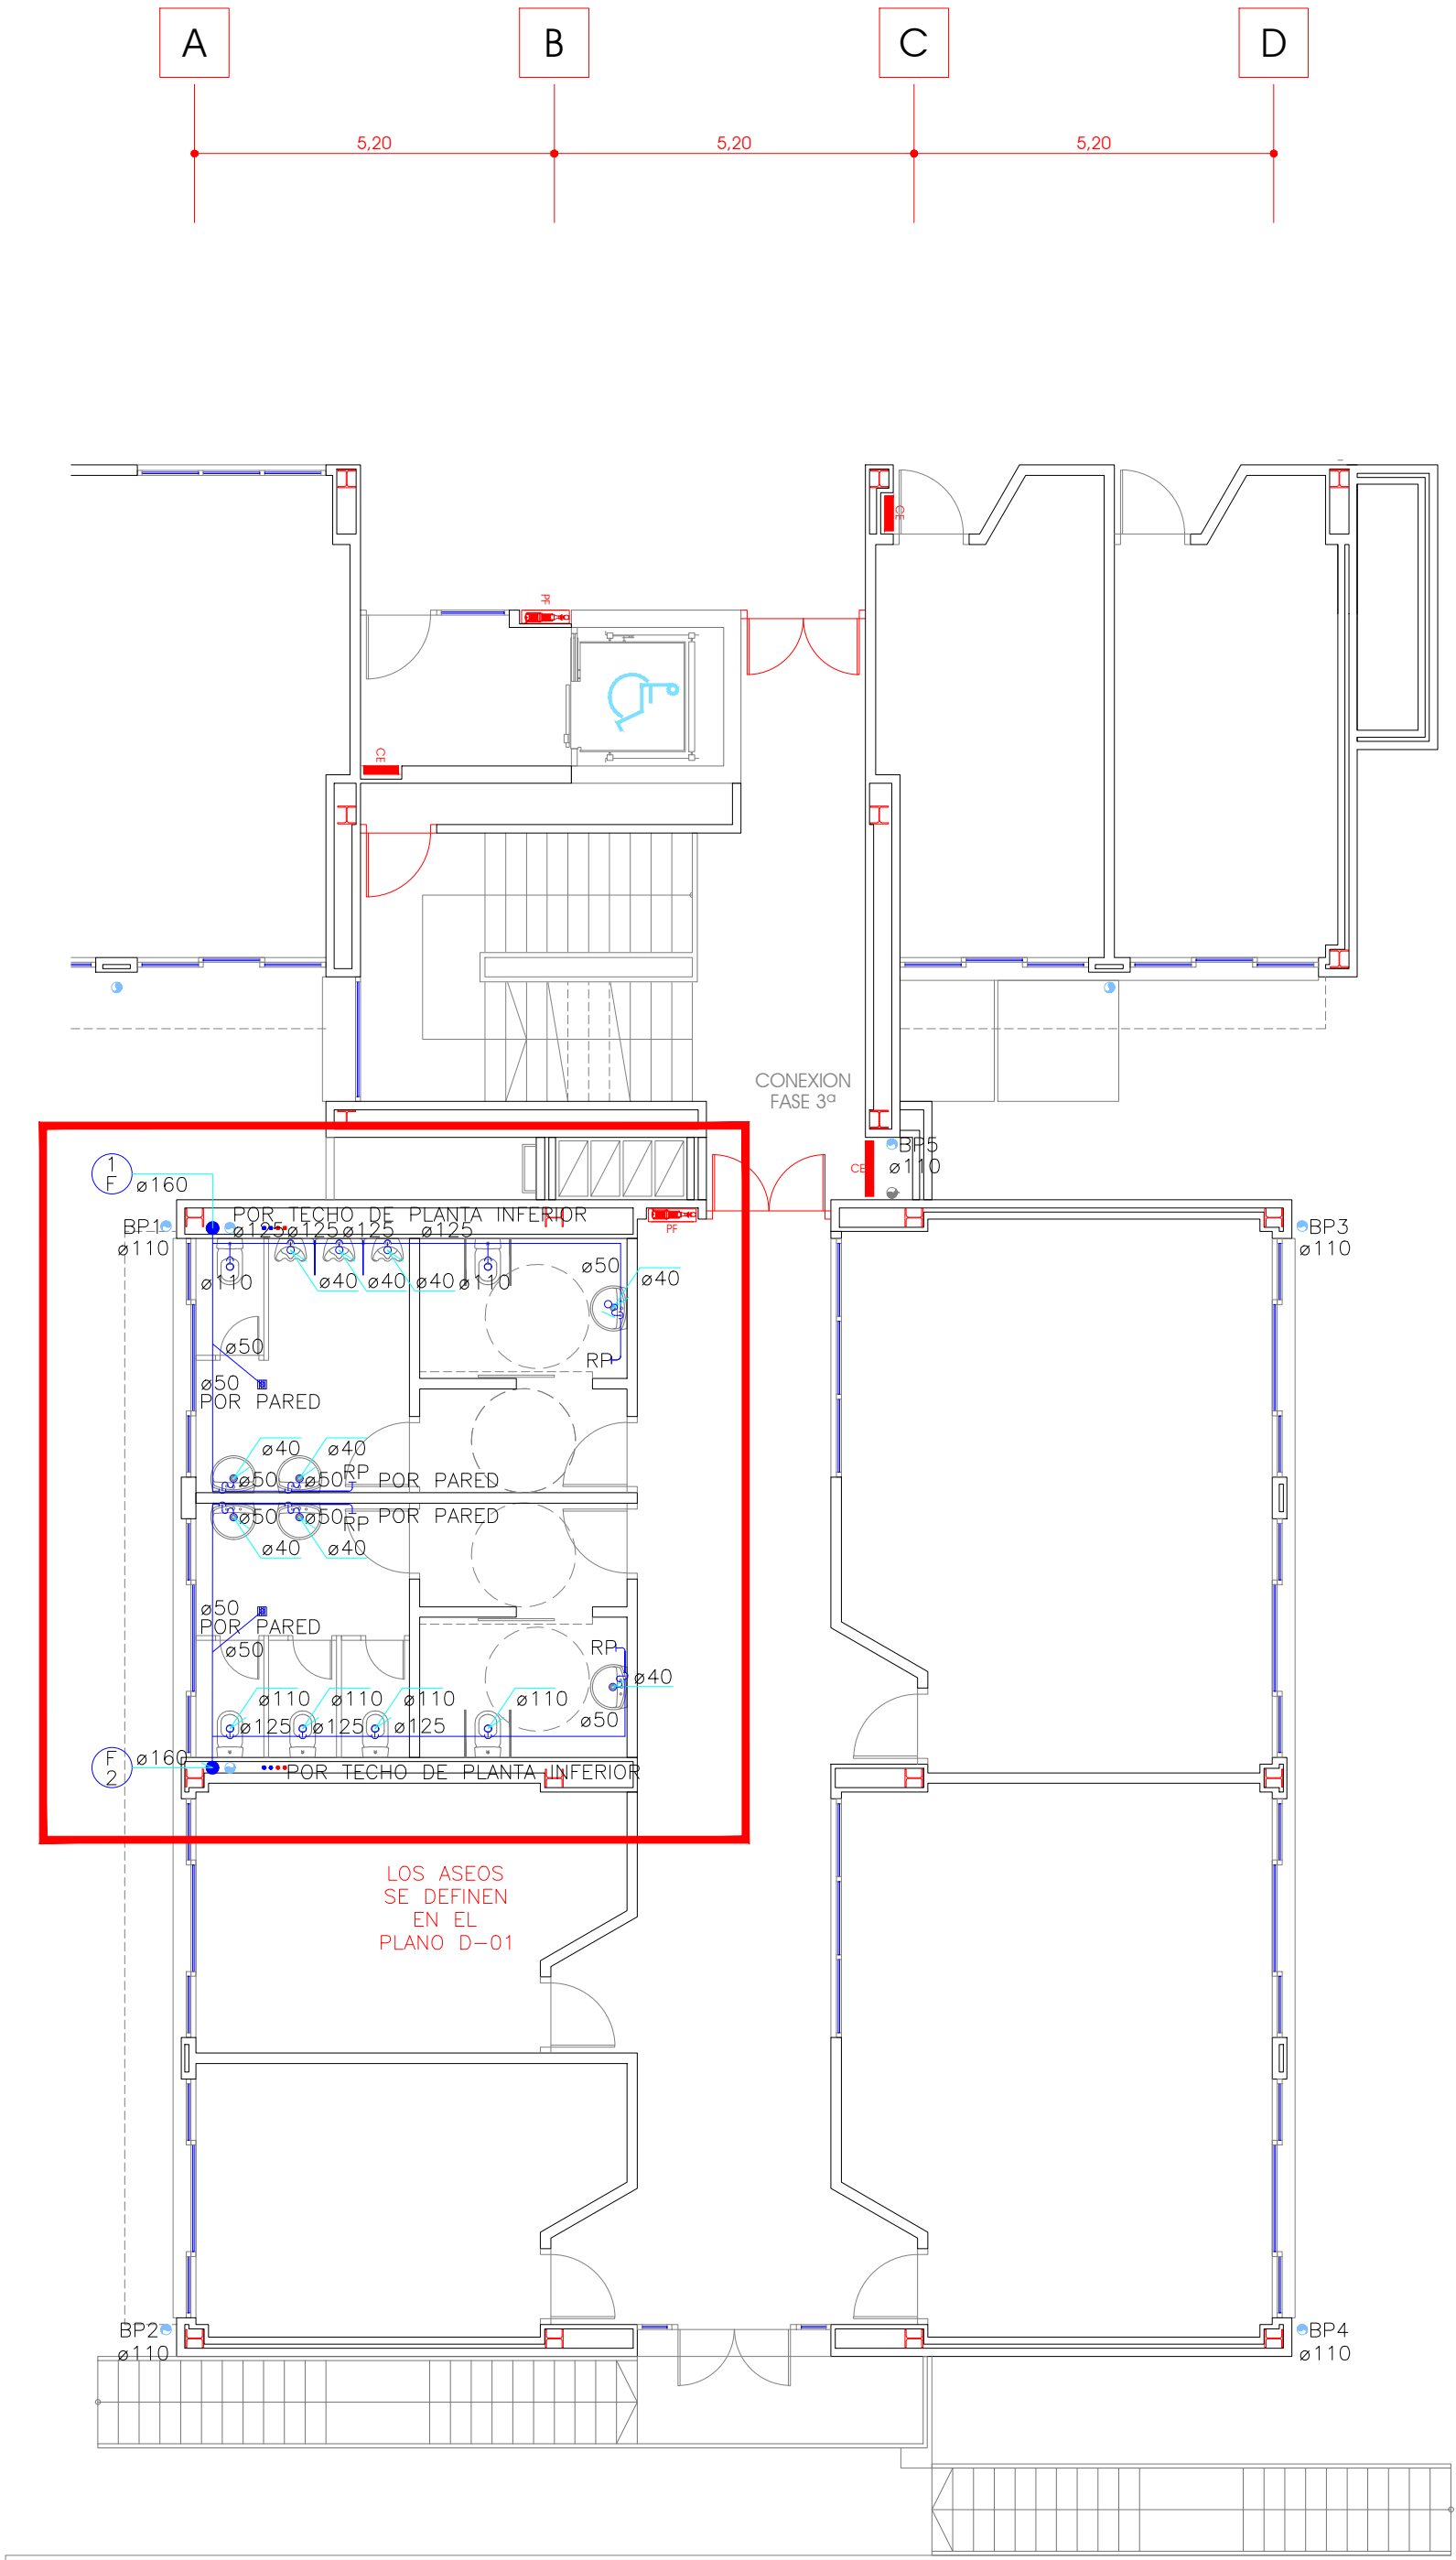 A
B
C
D
5,20
5,20
5,20
CE
PF
CE
CONEXION
FASE 3ª
1
F
ø160
BP5
ø110
CE
POR TECHO DE PLANTA INFERIOR
BP1
ø125
ø125
ø125
ø125
PF
BP3
ø110
ø110
ø110
ø40
ø40
ø40
ø110
ø50
ø40
ø50
RP
ø50
POR PARED
ø40
ø40
ø50
ø50
RP
POR PARED
ø50
ø50
RP
POR PARED
ø40
ø40
ø50
POR PARED
ø50
RP
ø40
ø110
ø110
ø110
ø110
ø125
ø125
ø125
ø50
F
2
ø160
POR TECHO DE PLANTA INFERIOR
LOS ASEOS
SE DEFINEN
EN EL
PLANO D-01
BP2
ø110
BP4
ø110